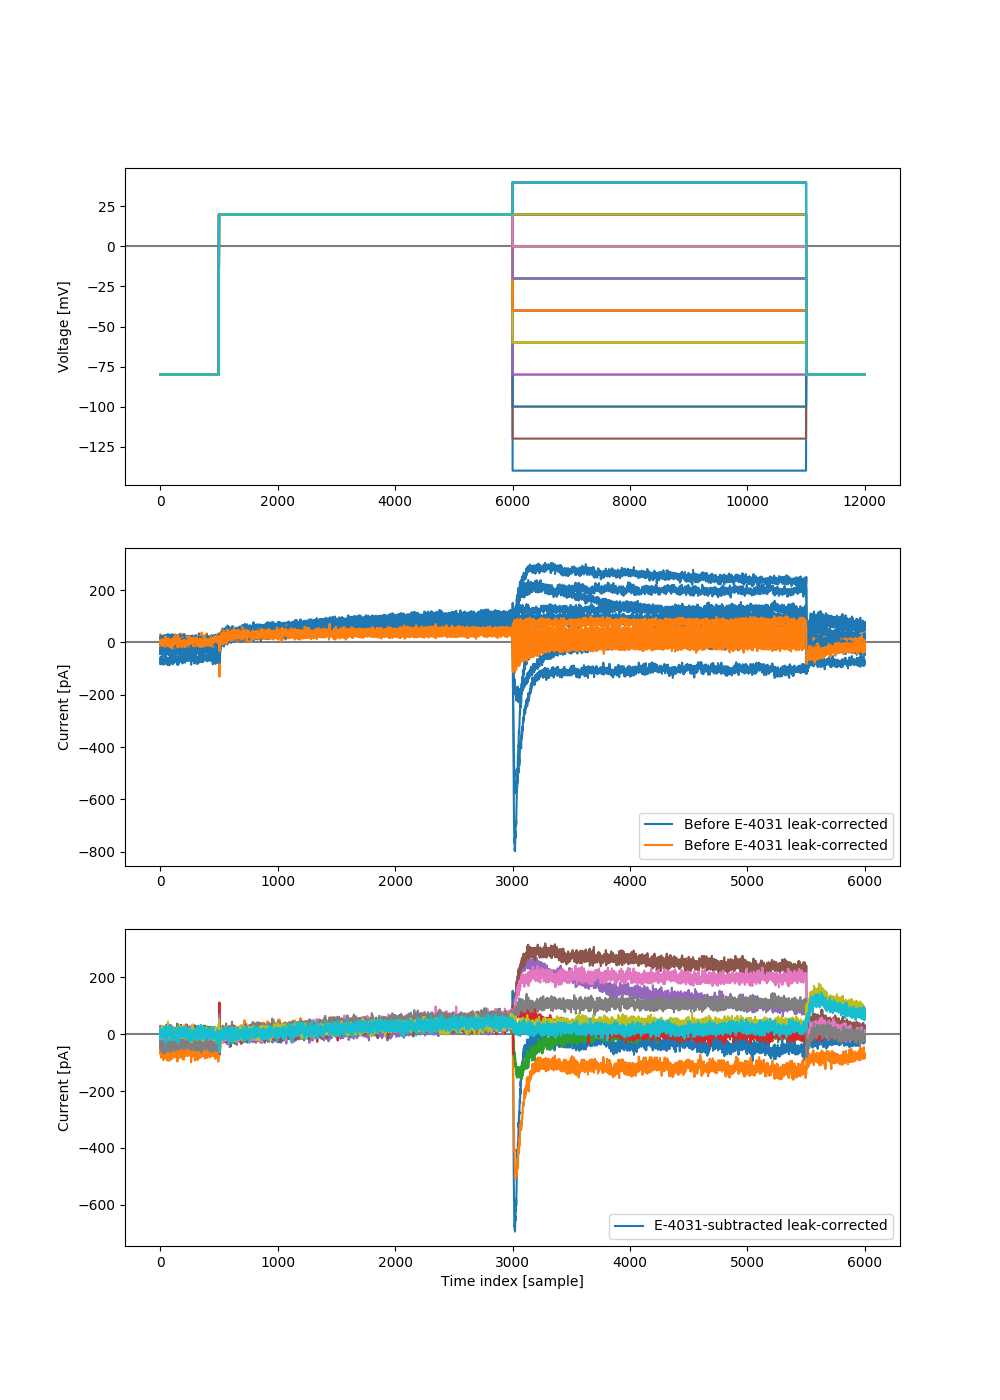 25
0
−25
−50
−75
−100
−125
Voltage [mV]
0 2000 4000 6000 8000 10000 12000
200
0
−200
−400
−600
−800
Current [pA]
Before E-4031 leak-corrected
Before E-4031 leak-corrected
0 1000 2000 3000 4000 5000 6000
200
0
−200
−400
−600
Current [pA]
E-4031-subtracted leak-corrected
0 1000 2000 3000 4000 5000 6000
Time index [sample]